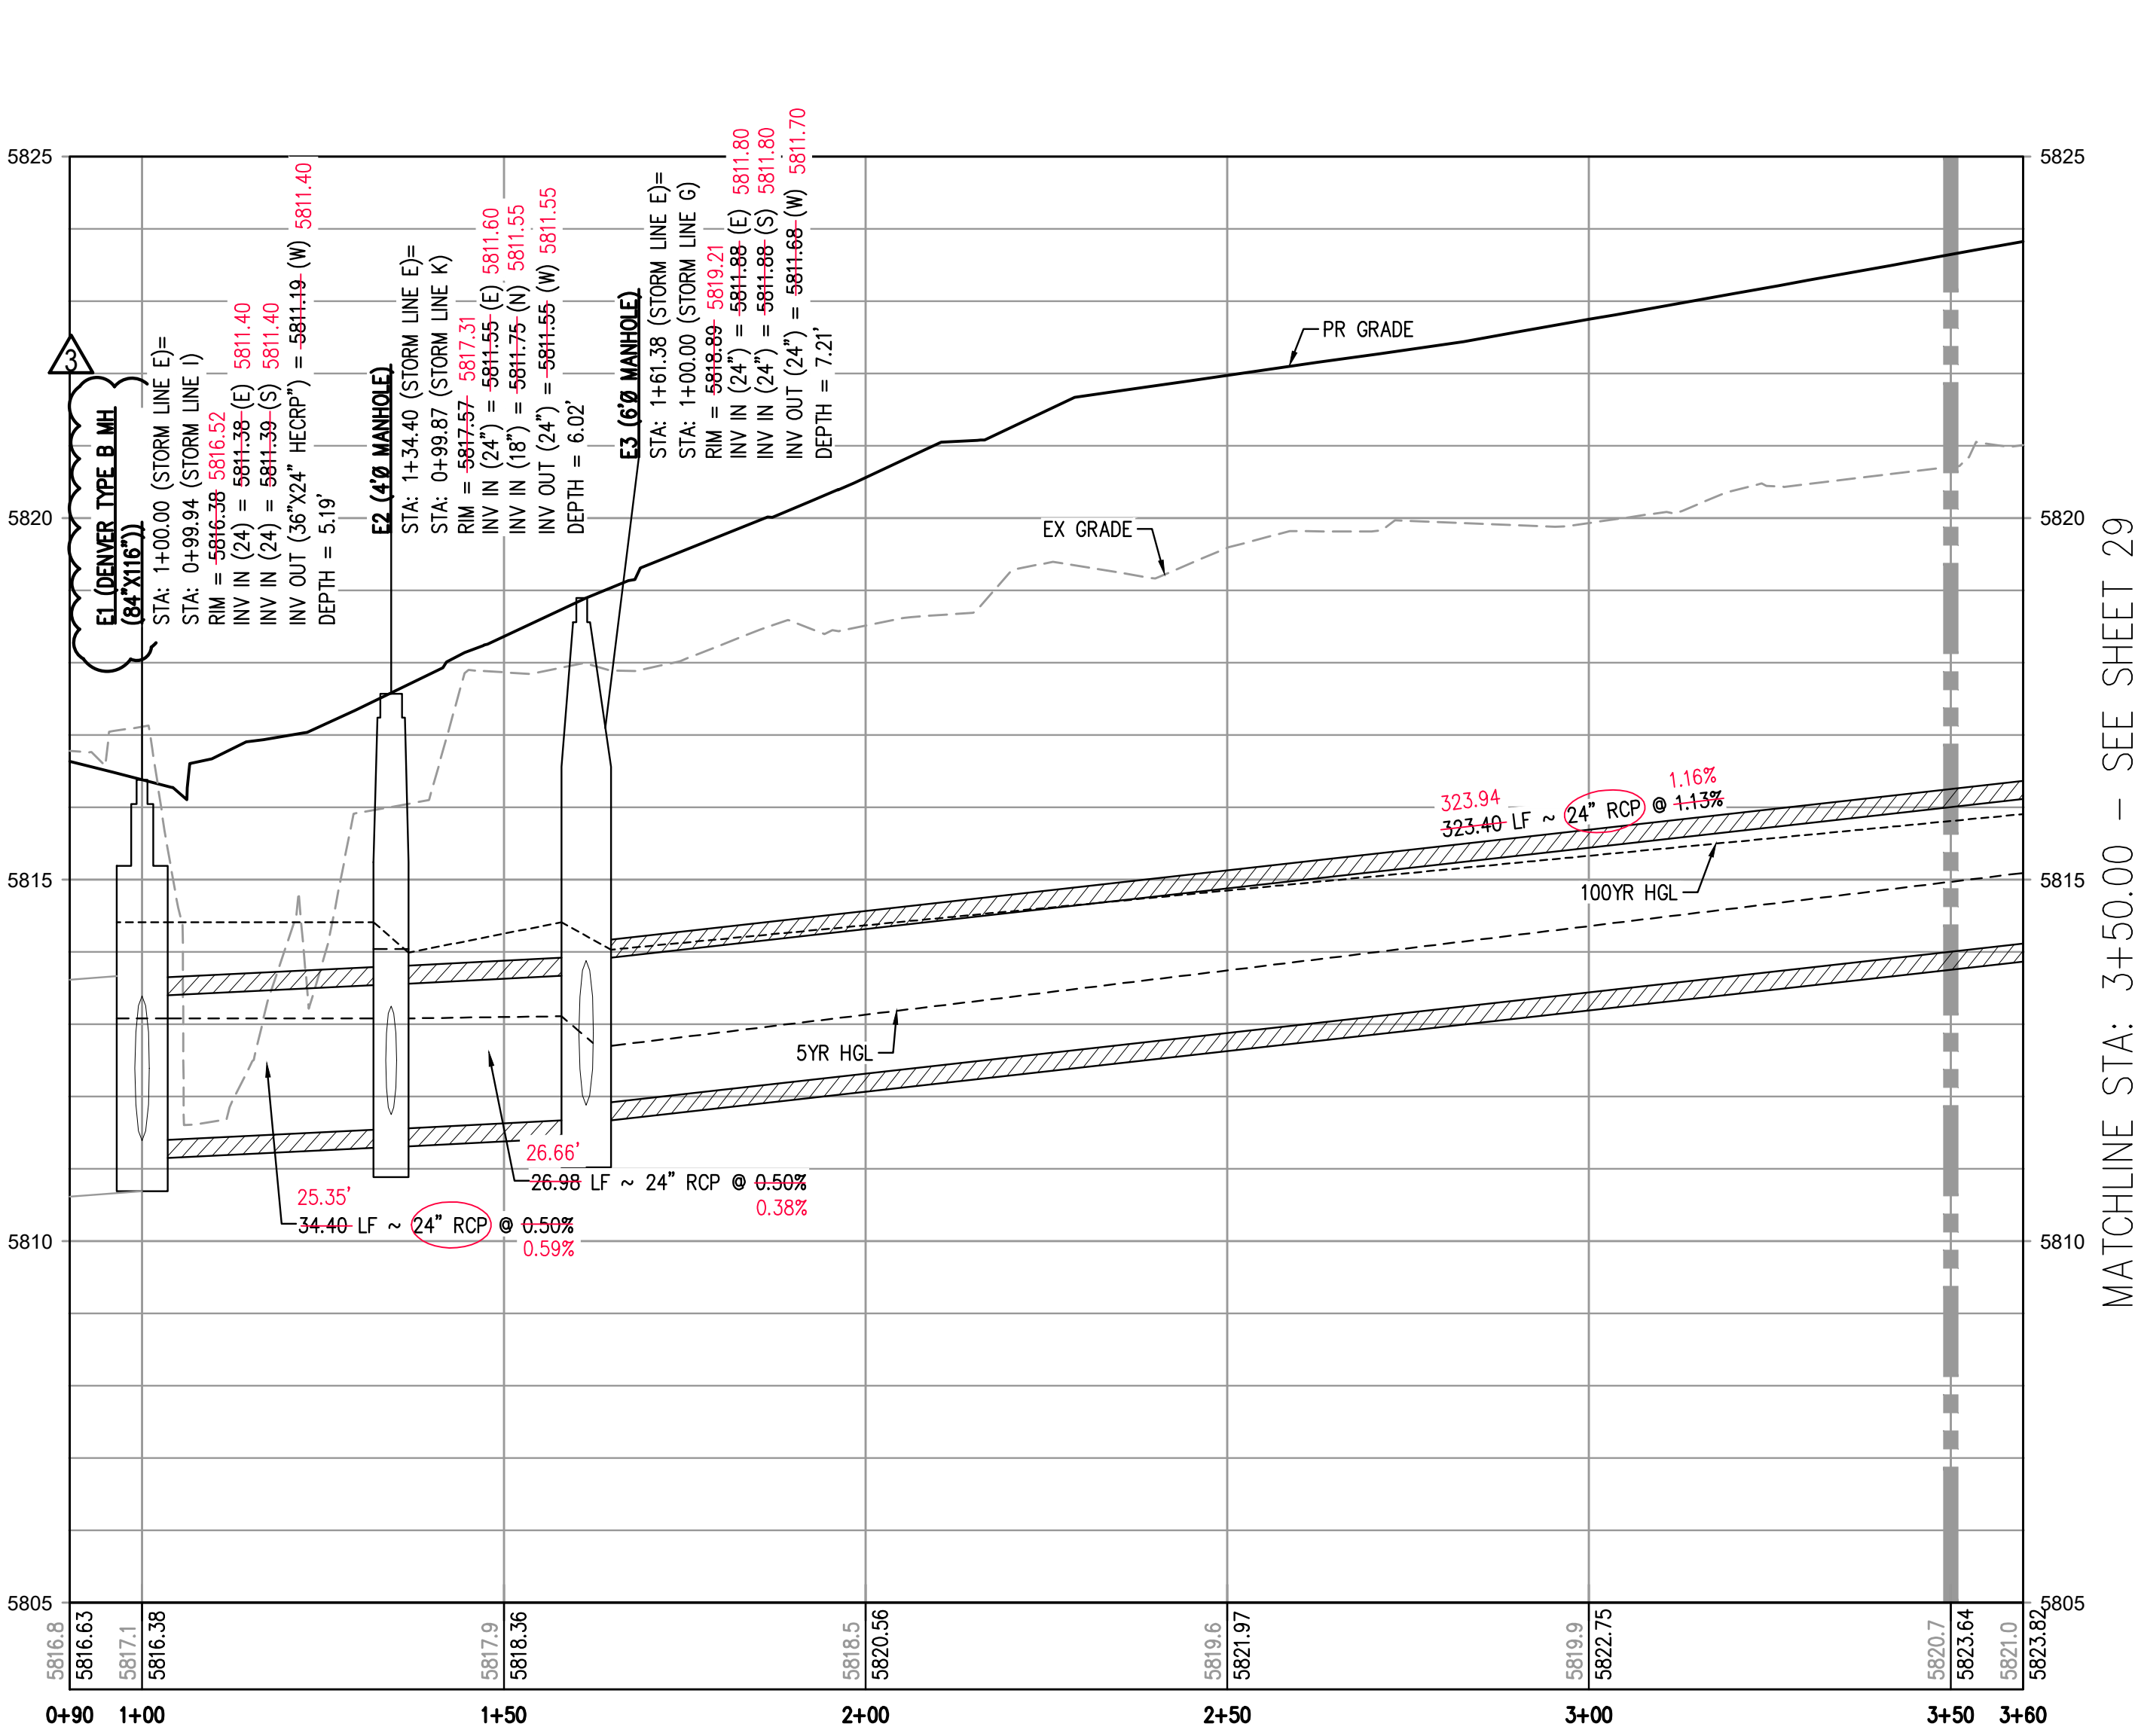 5825
5820
5815
5810
5805
3
E1 (DENVER TYPE B MH
(84"X116"))
STA: 1+00.00 (STORM LINE E)=
STA: 0+99.94 (STORM LINE I)
RIM = 5816.38 5816.52
INV IN (24) = 5811.38 (E) 5811.40
INV IN (24) = 5811.39 (S) 5811.40
INV OUT (36"X24" HECRP") = 5811.19 (W) 5811.40
DEPTH = 5.19'
E2 (4'Ø MANHOLE)
STA: 1+34.40 (STORM LINE E)=
STA: 0+99.87 (STORM LINE K)
RIM = 5817.57 5817.31
INV IN (24") = 5811.55 (E) 5811.60
INV IN (18") = 5811.75 (N) 5811.55
INV OUT (24") = 5811.55 (W) 5811.55
DEPTH = 6.02'
E3 (6'Ø MANHOLE)
STA: 1+61.38 (STORM LINE E)=
STA: 1+00.00 (STORM LINE G)
RIM = 5818.89 5819.21
INV IN (24") = 5811.88 (E) 5811.80
INV IN (24") = 5811.88 (S) 5811.80
INV OUT (24") = 5811.68 (W) 5811.70
DEPTH = 7.21'
PR GRADE
EX GRADE
323.94
1.16%
323.40 LF ~ 24" RCP @ 1.13%
100YR HGL
5YR HGL
26.66'
26.98 LF ~ 24" RCP @ 0.50%
0.38%
25.35'
34.40 LF ~ 24" RCP @ 0.50%
0.59%
5825
5820
5815
5810
5805
MATCHLINE STA: 3+50.00 - SEE SHEET 29
5816.8
5816.63
5817.1
5816.38
5817.9
5818.36
5818.5
5820.56
5819.6
5821.97
5819.9
5822.75
5820.7
5823.64
5821.0
5823.82
0+90
1+00
1+50
2+00
2+50
3+00
3+50
3+60